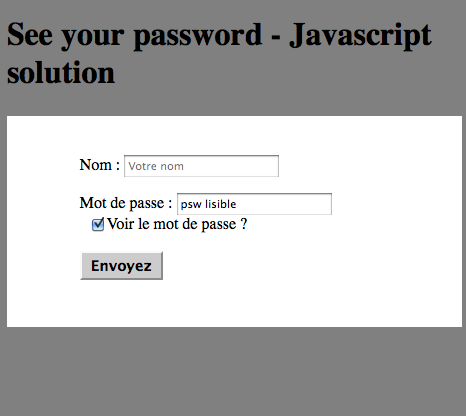 See your password - Javascript
solution
Nom : Votre nom
Mot de passe : psw lisible
Voir le mot de passe ?
Envoyez